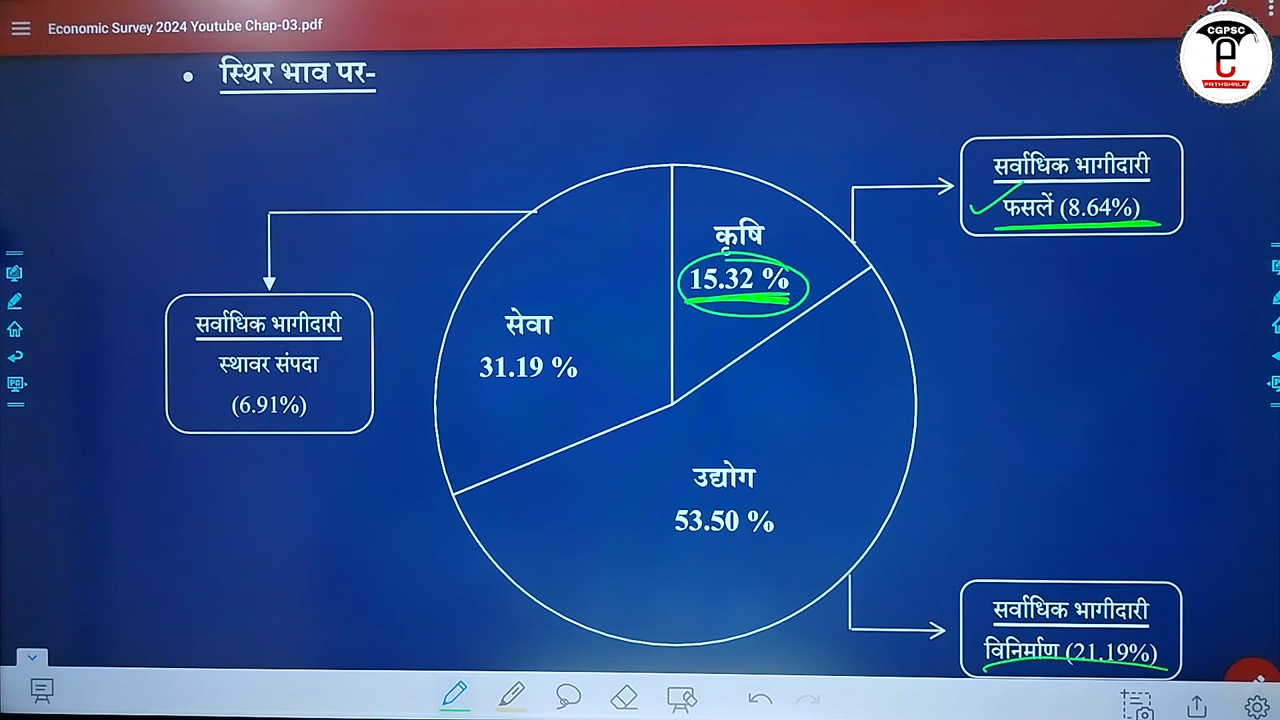 Economic Survey 2024 Youtube Chap-03.pdf
CGPSC
e
PATHSHALA
• स्थिर भाव पर-
सर्वाधिक भागीदारी
फसलें (8.64%)
कृषि
15.32 %
सेवा
31.19 %
सर्वाधिक भागीदारी
स्थावर संपदा
(6.91%)
उद्योग
53.50 %
सर्वाधिक भागीदारी
विनिर्माण (21.19%)
PC